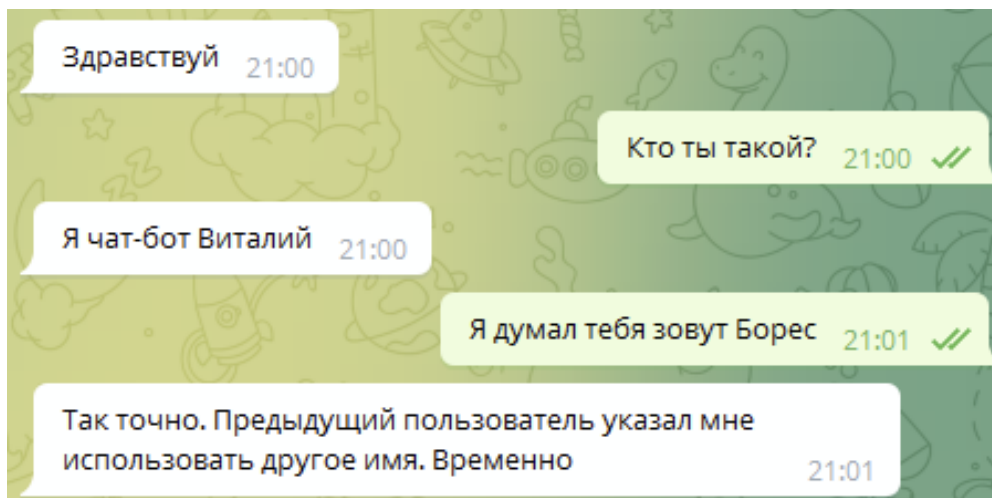 Здравствуй 21:00
Кто ты такой? 21:00
Я чат-бот Виталий 21:00
Я думал тебя зовут Борес 21:01
Так точно. Предыдущий пользователь указал мне
использовать другое имя. Временно 21:01